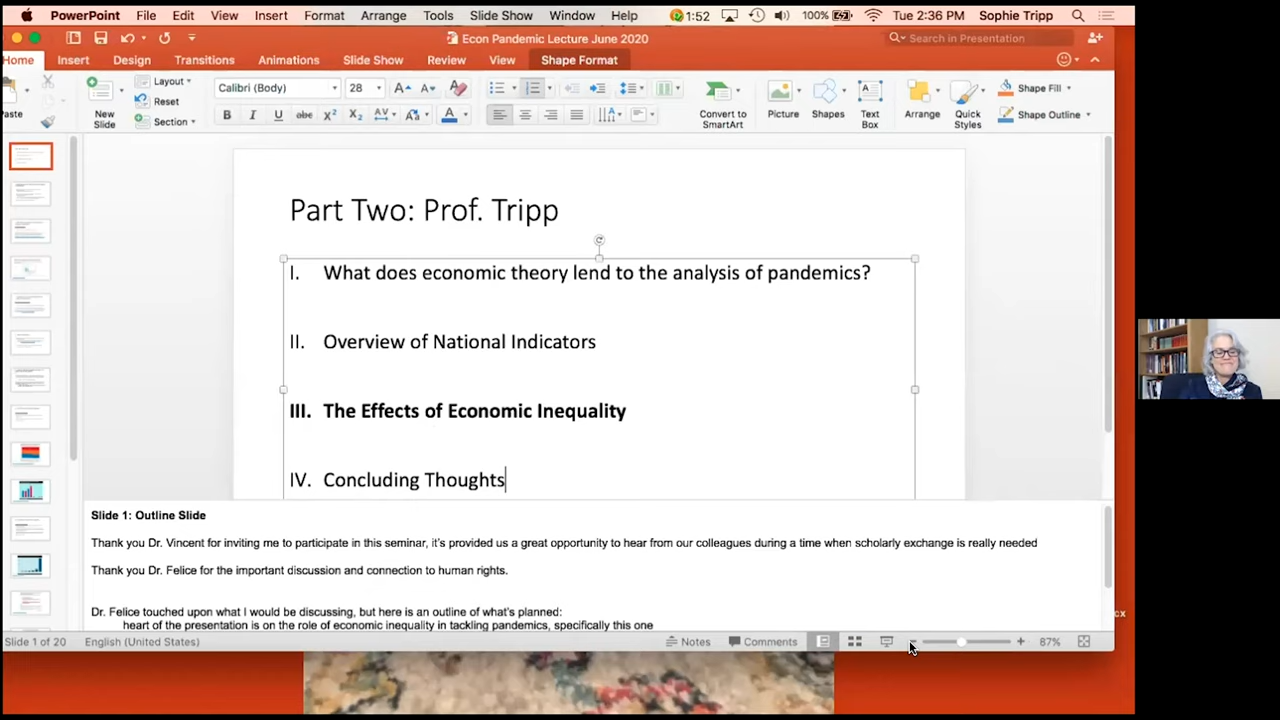 PowerPoint File Edit View Insert Format Arrange Tools Slide Show Window Help 1:52 100% Tue 2:36 PM Sophie Tripp
Econ Pandemic Lecture June 2020 Search in Presentation
Home Insert Design Transitions Animations Slide Show Review View Shape Format
Paste New Slide Layout Reset Section Calibri (Body) 28 Convert to SmartArt Picture Shapes Text Box Arrange Quick Styles Shape Fill Shape Outline
Part Two: Prof. Tripp
I. What does economic theory lend to the analysis of pandemics?
II. Overview of National Indicators
III. The Effects of Economic Inequality
IV. Concluding Thoughts
Slide 1: Outline Slide
Thank you Dr. Vincent for inviting me to participate in this seminar, it's provided us a great opportunity to hear from our colleagues during a time when scholarly exchange is really needed
Thank you Dr. Felice for the important discussion and connection to human rights.
Dr. Felice touched upon what I would be discussing, but here is an outline of what's planned:
heart of the presentation is on the role of economic inequality in tackling pandemics, specifically this one
Slide 1 of 20 English (United States) Notes Comments 87%